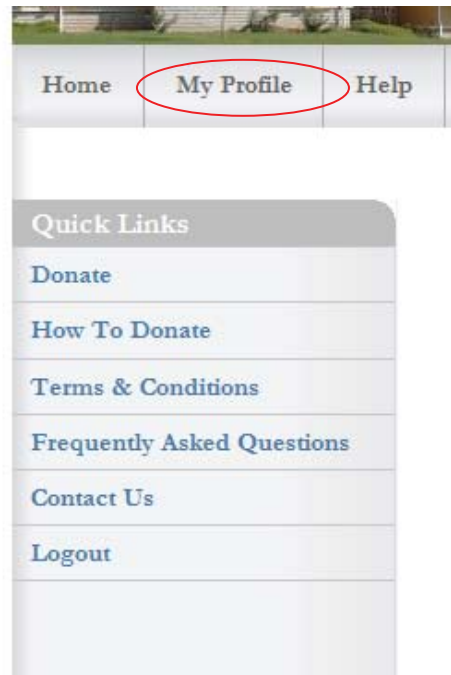 Home My Profile Help
Quick Links
Donate
How To Donate
Terms & Conditions
Frequently Asked Questions
Contact Us
Logout